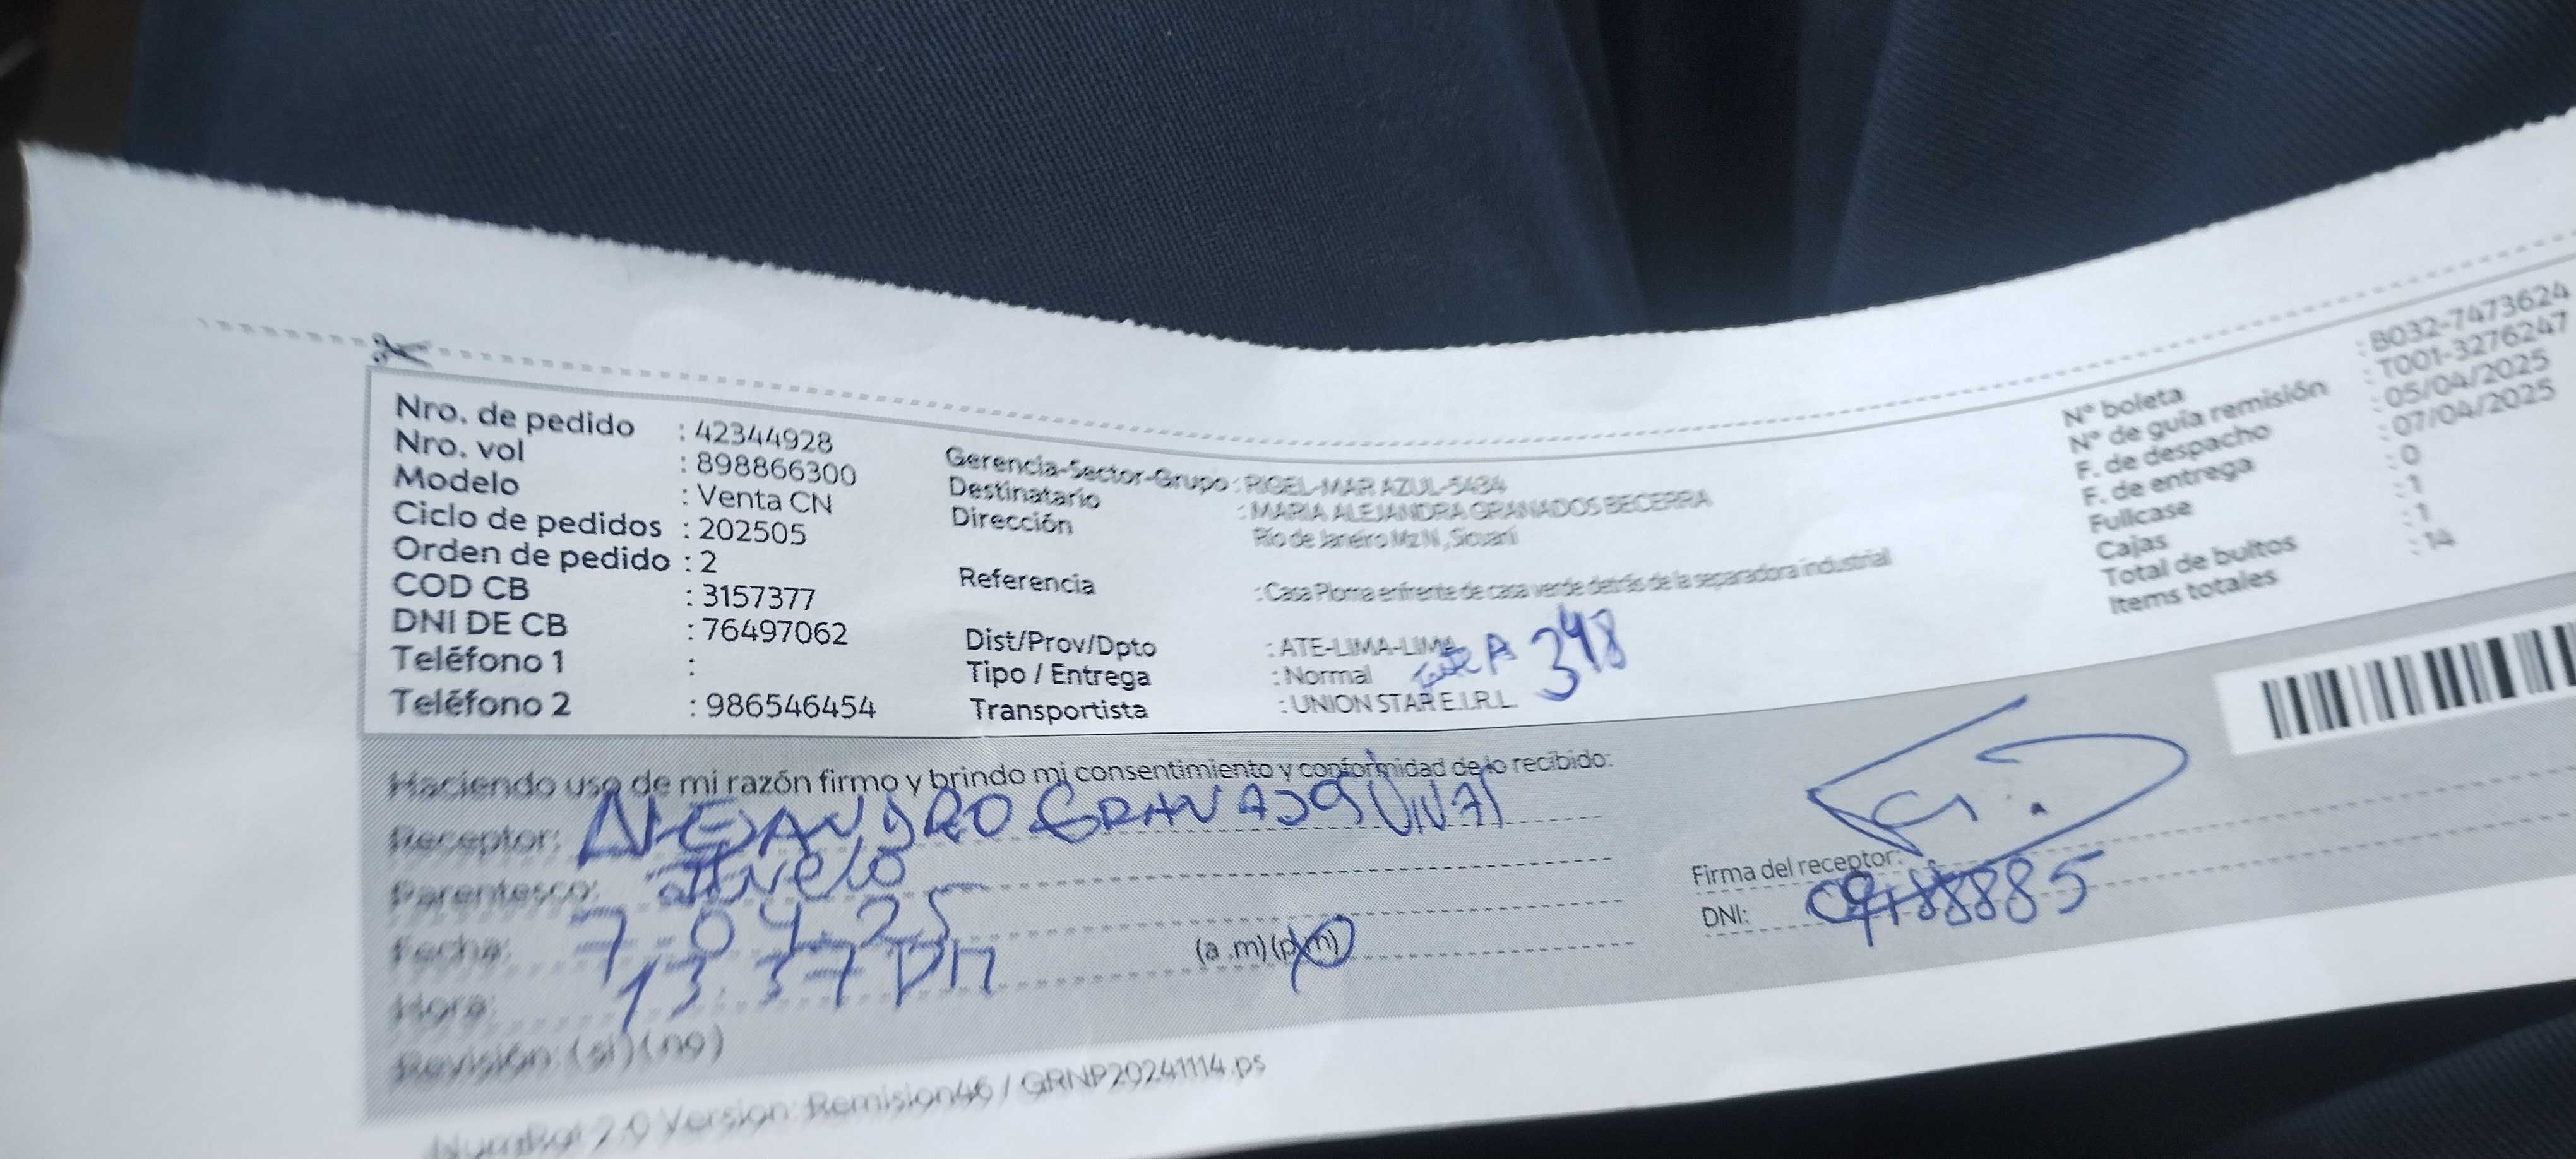 Nro. de pedido : 42344928
Nro. vol : 898866300
Modelo : Venta CN
Ciclo de pedidos : 202505
Orden de pedido : 2
COD CB : 3157377
DNI DE CB : 76497062
Teléfono 1 :
Teléfono 2 : 986546454
Gerencia-Sector-Grupo : RIGEL-MAR AZUL-5484
Destinatario : MARIA ALEJANDRA GRANADOS BECERRA
Dirección
Río de Janeiro Mz N , Sicuani
Referencia : Casa Ploma enfrente de casa verde detrás de la separadora industrial
Dist/Prov/Dpto : ATE-LIMA-LIMA
Tipo / Entrega : Normal
A 348
Transportista : UNION STAR E.I.R.L.
N° boleta : B032-7473624
N° de guía remisión : T001-3276247
F. de despacho : 05/04/2025
F. de entrega : 07/04/2025
Fullcase : 0
Cajas : 1
Total de bultos : 1
Items totales : 14
Haciendo uso de mi razón firmo y brindo mi consentimiento y conformidad de lo recibido:
Receptor: ALEJANDRO GRANADOS
Parentesco:
Fecha: 7-04-25
Hora: 13:37 PM (a.m) (p.m)
Revisión: (si) (no)
Firma del receptor:
DNI:
Version: Remision46 / GRNP20241114.ps